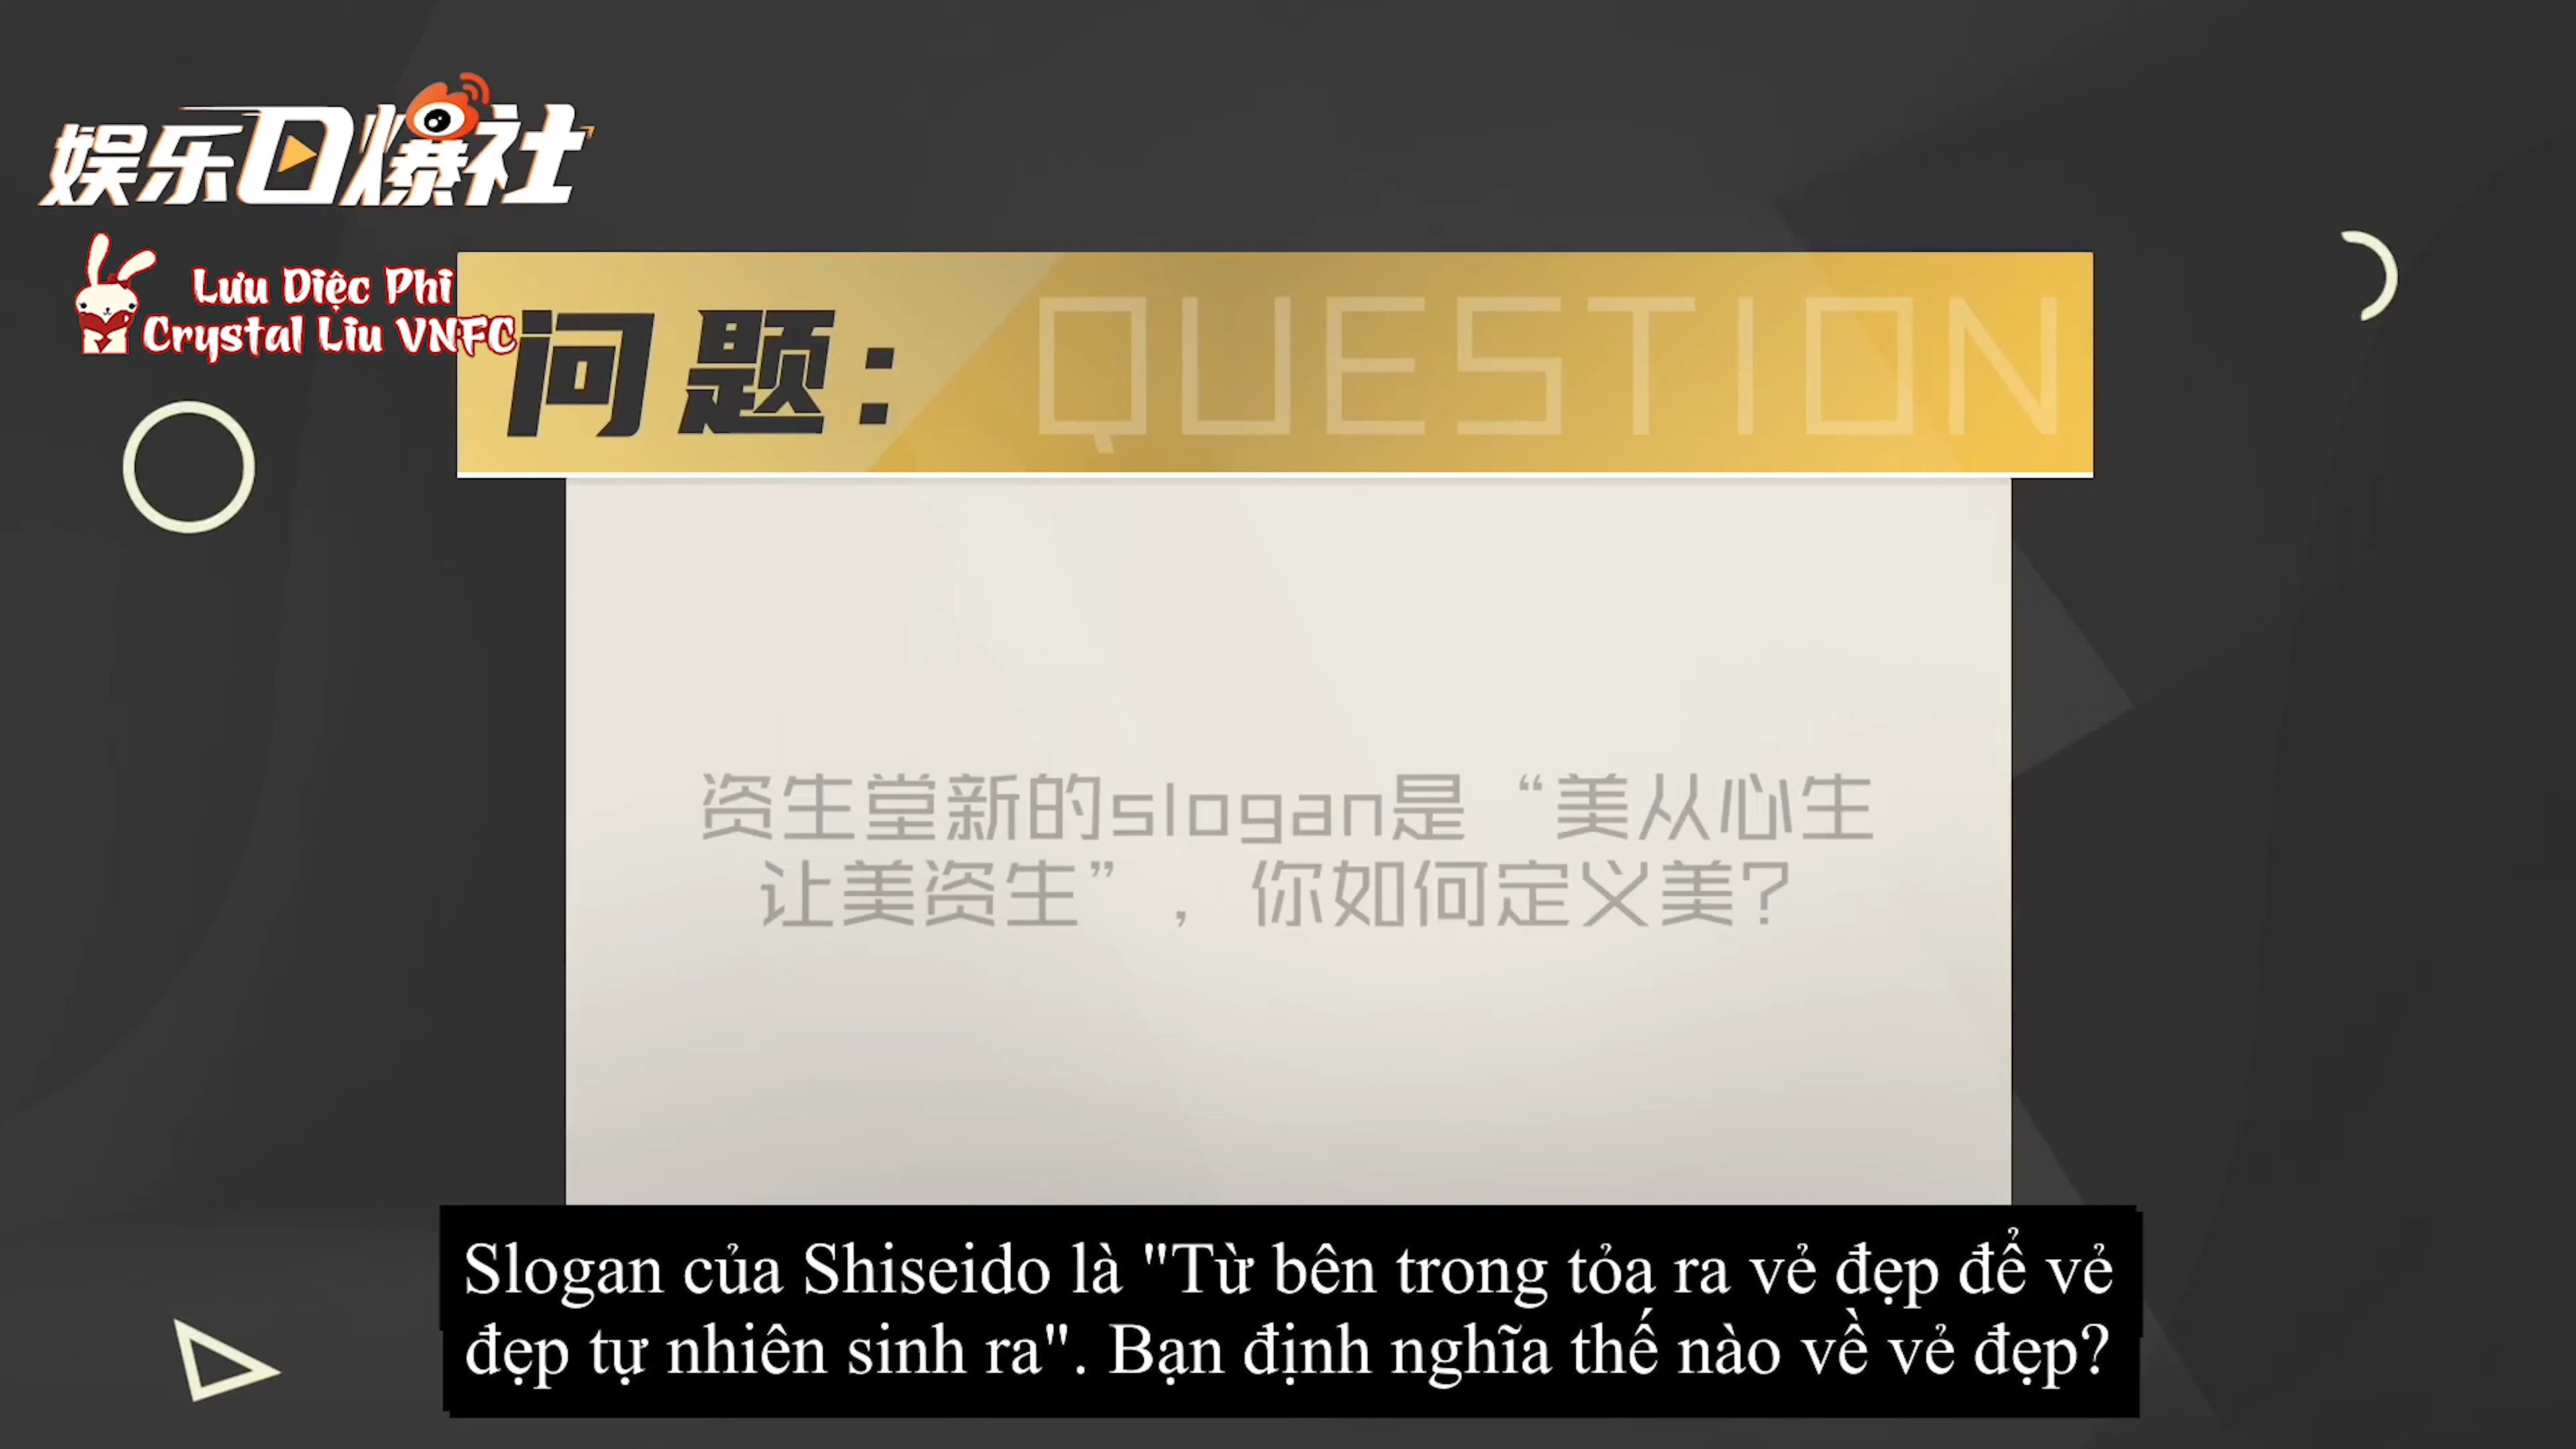 娱乐日爆社
Lưu Diệc Phi
Crystal Liu VNFC
问题: QUESTION
资生堂新的slogan是“美从心生
让美资生”，你如何定义美?
Slogan của Shiseido là "Từ bên trong tỏa ra vẻ đẹp để vẻ
đẹp tự nhiên sinh ra". Bạn định nghĩa thế nào về vẻ đẹp?